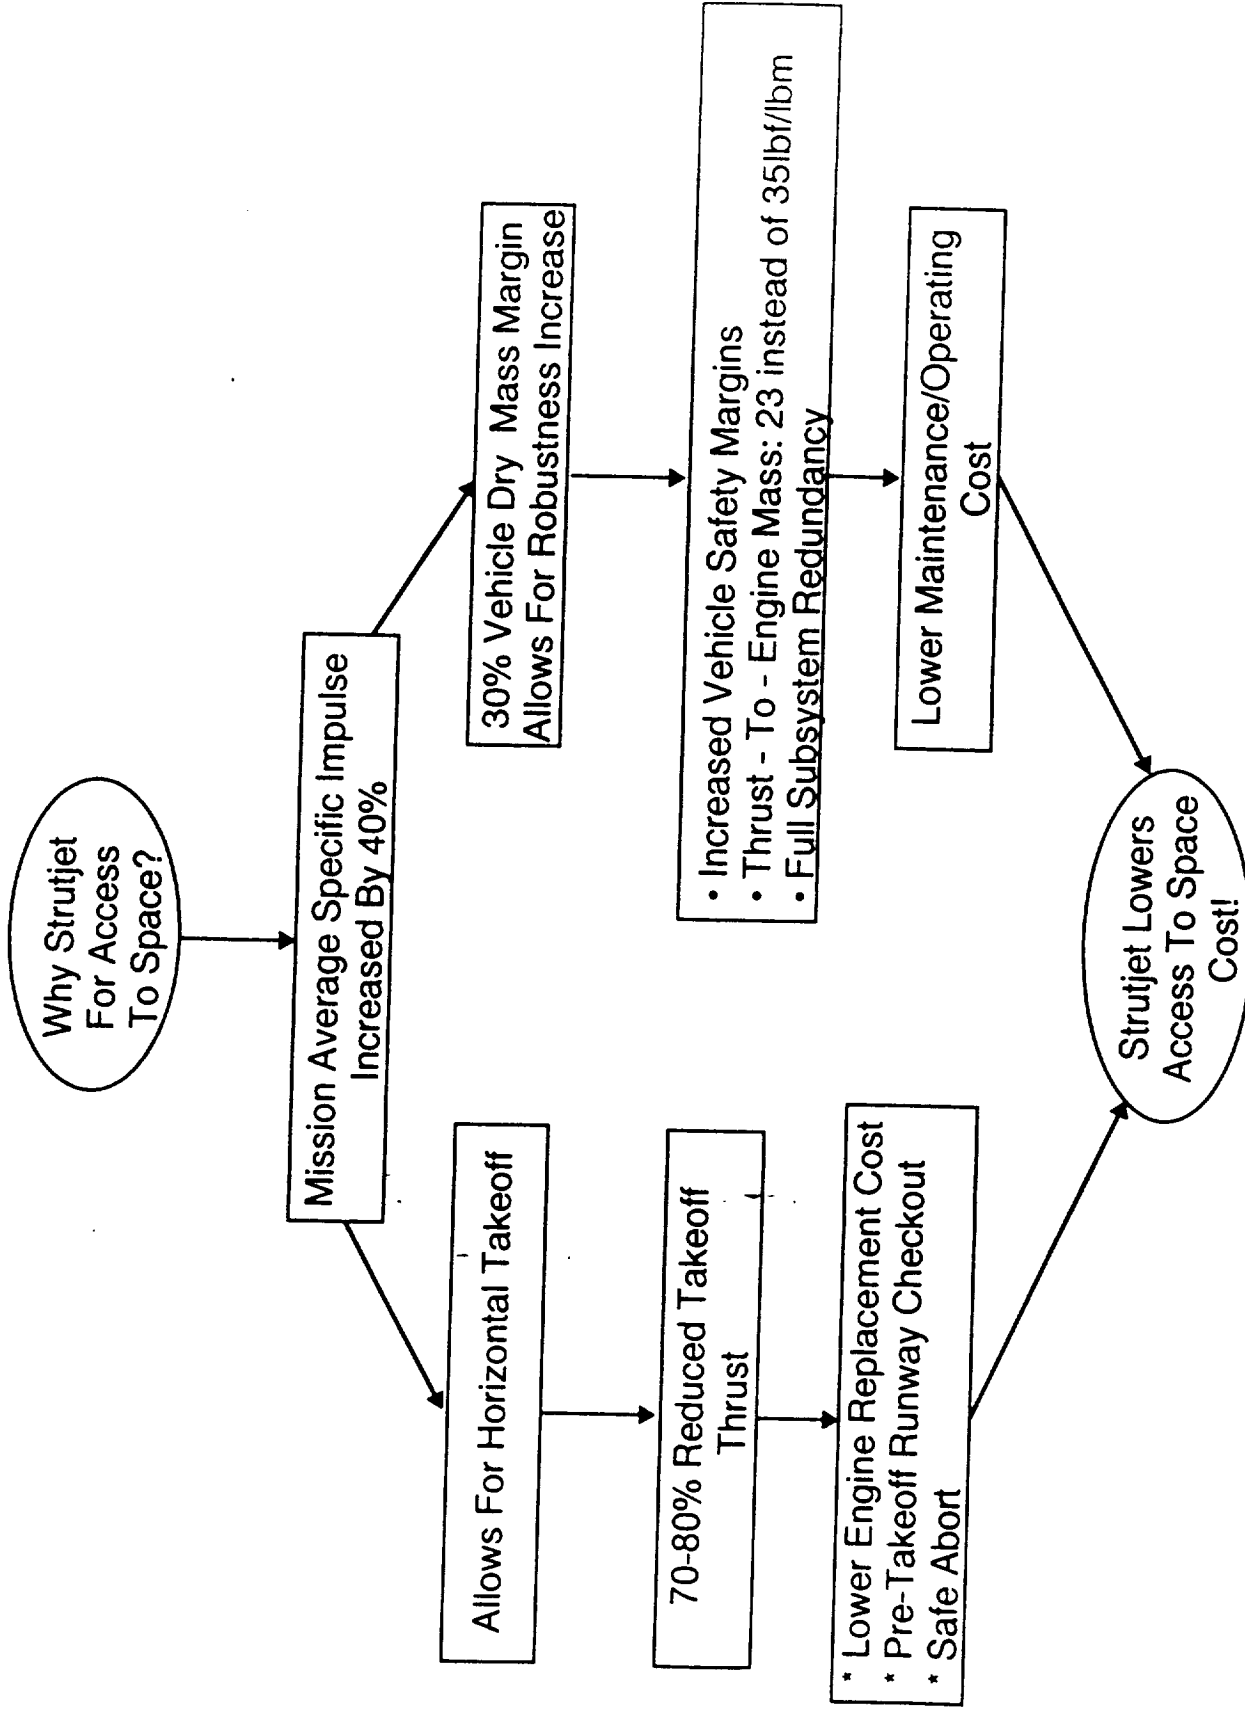 Why Strutjet
For Access
To Space?
Mission Average Specific Impulse
Increased By 40%
Allows For Horizontal Takeoff
70-80% Reduced Takeoff
Thrust
* Lower Engine Replacement Cost
* Pre-Takeoff Runway Checkout
* Safe Abort
30% Vehicle Dry Mass Margin
Allows For Robustness Increase
• Increased Vehicle Safety Margins
• Thrust - To - Engine Mass: 23 instead of 35lbf/lbm
• Full Subsystem Redundancy
Lower Maintenance/Operating
Cost
Strutjet Lowers
Access To Space
Cost!